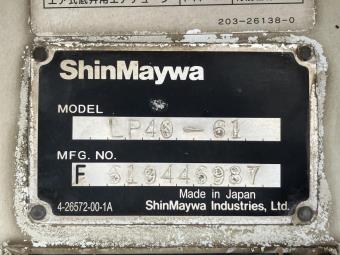 203-26138-0
ShinMaywa
MODEL
LP40-61
MFG. NO.
F 010446987
Made in Japan
4-26572-00-1A ShinMaywa Industries, Ltd.